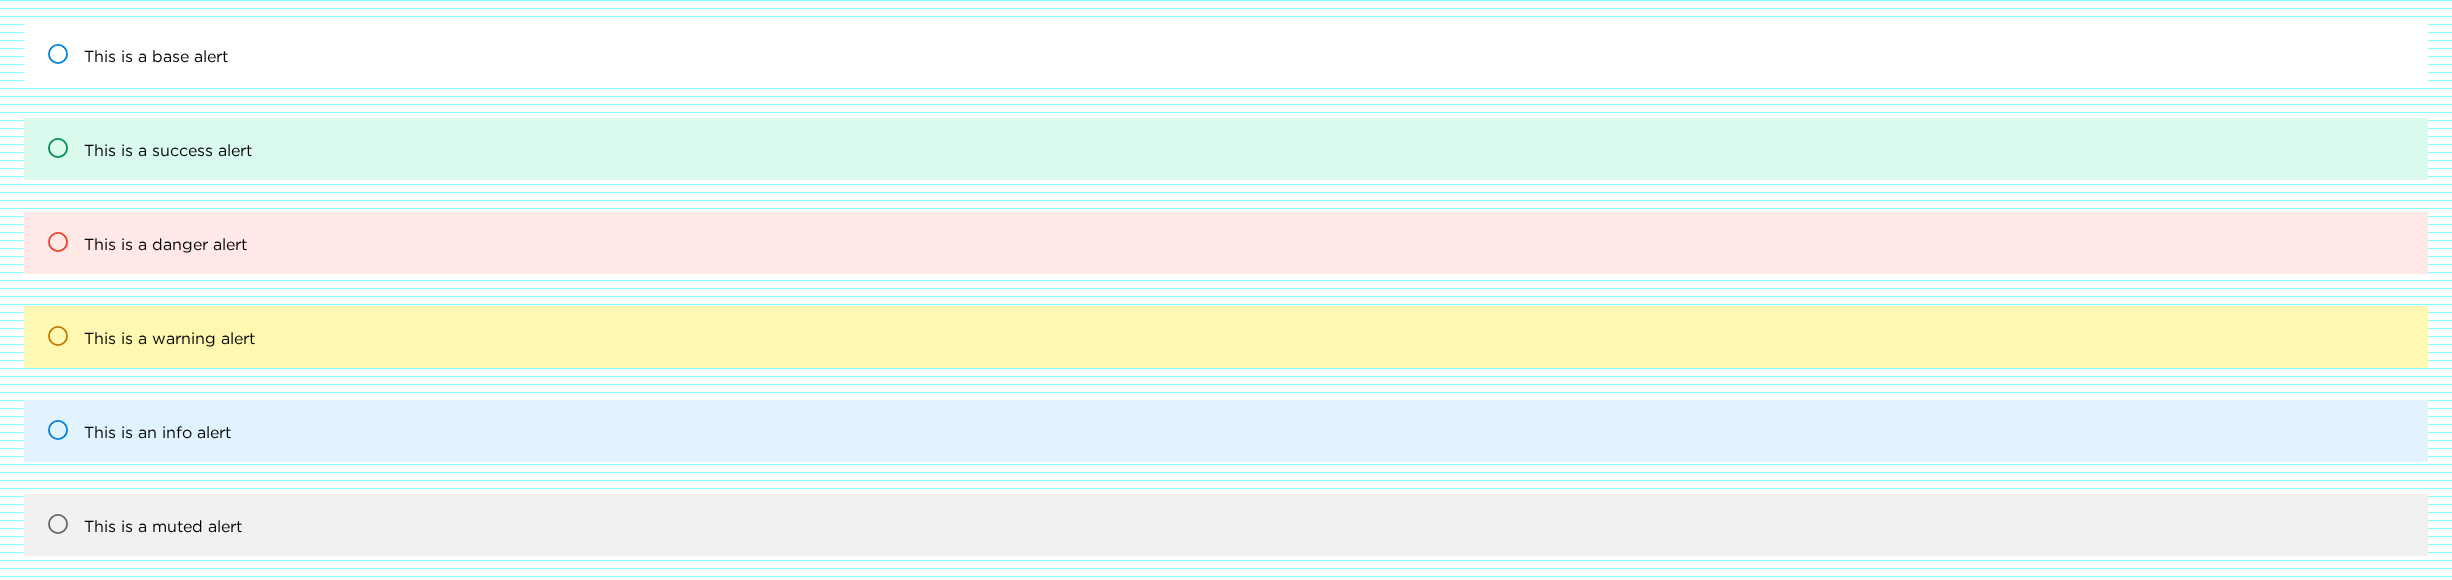 This is a base alert
This is a success alert
This is a danger alert
This is a warning alert
This is an info alert
This is a muted alert